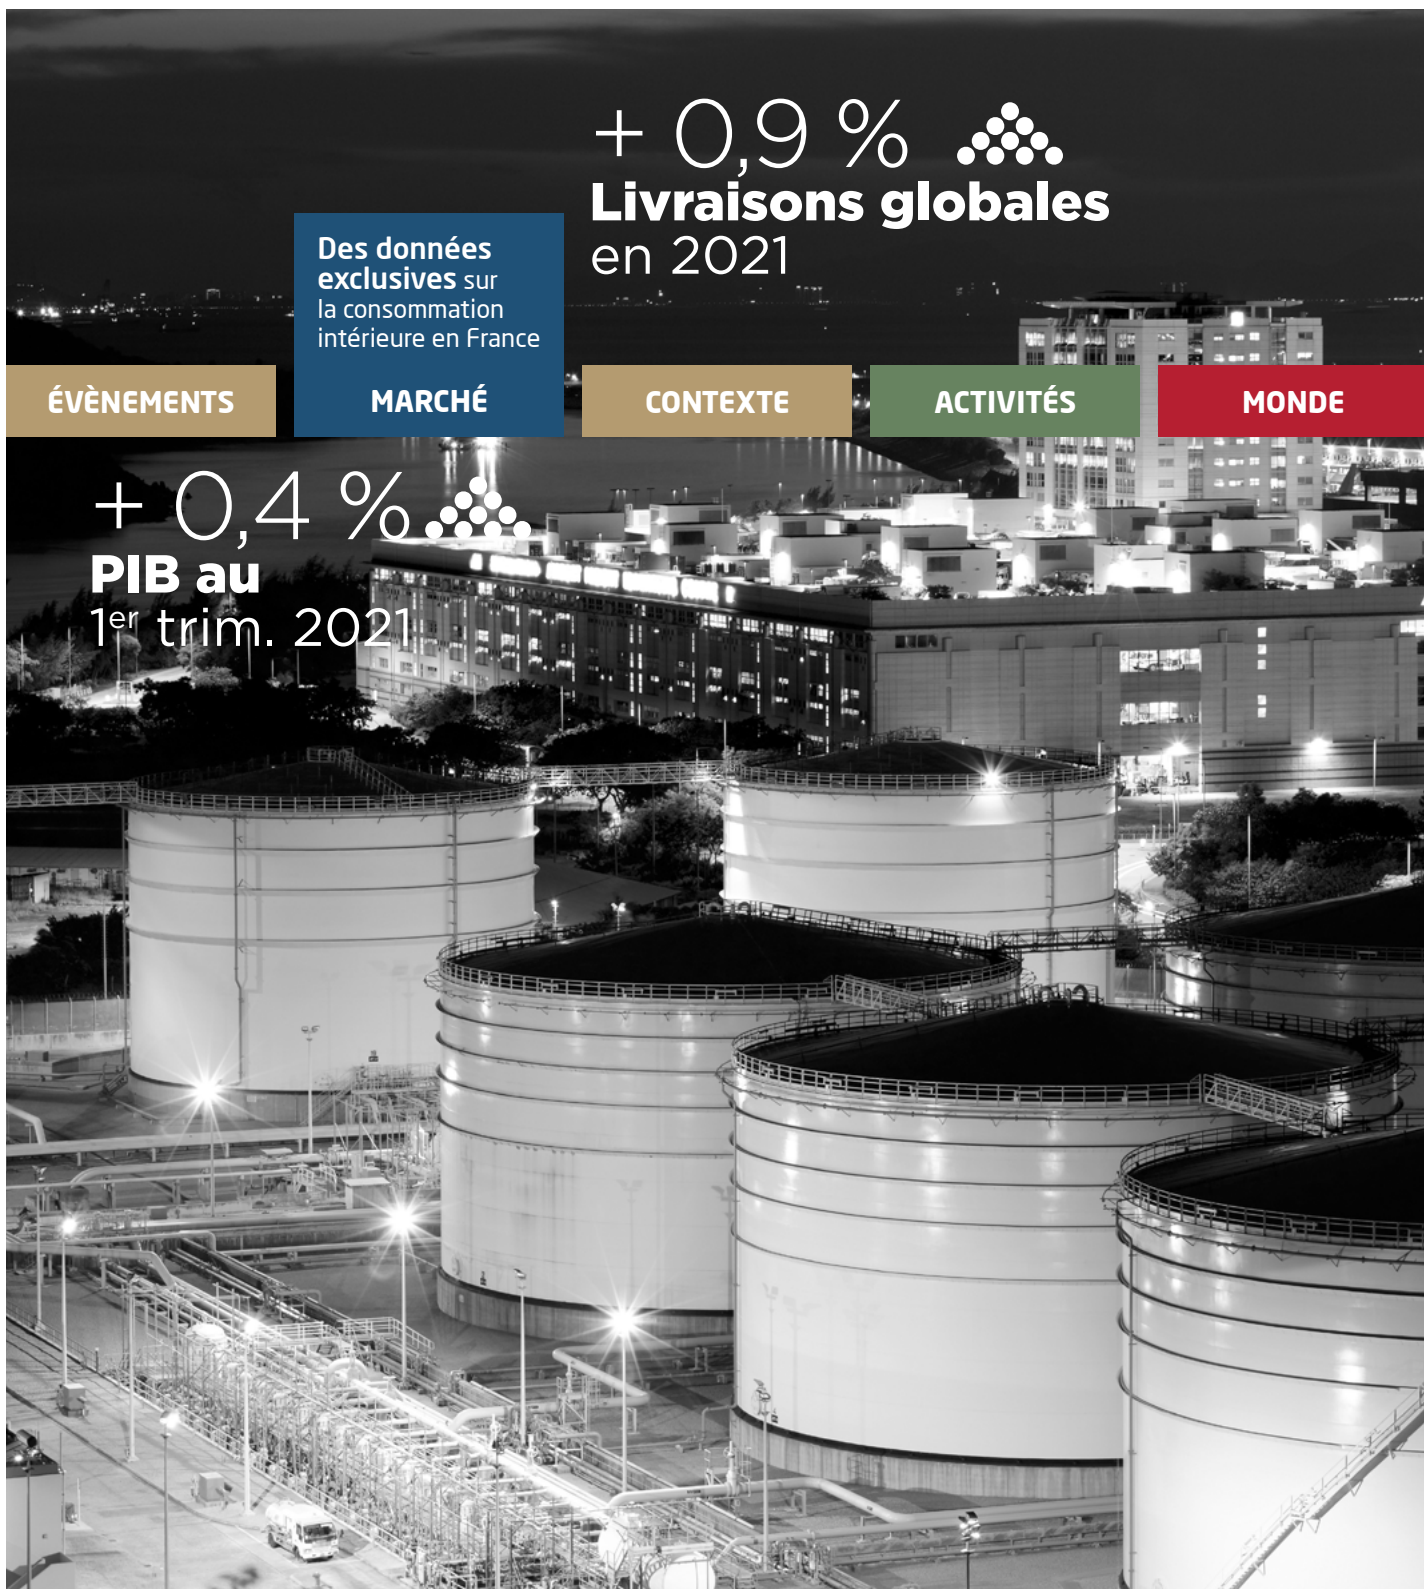 + 0,9 %
Livraisons globales
en 2021
Des données
exclusives sur
la consommation
intérieure en France
ÉVÈNEMENTS
MARCHÉ
CONTEXTE
ACTIVITÉS
MONDE
+ 0,4 %
PIB au
1er trim. 2021